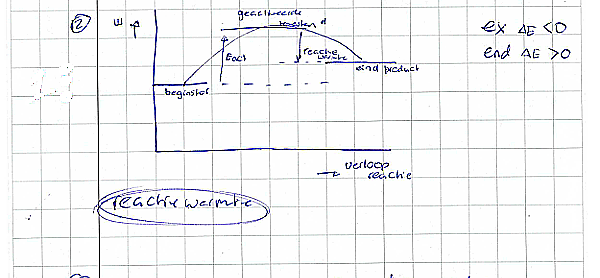 ②
E
geactiveerde
toestand
ex ΔE < 0
end ΔE > 0
Eact
reactie
warmte
eind product
beginstof
→ verloop
reactie
reactie warmte